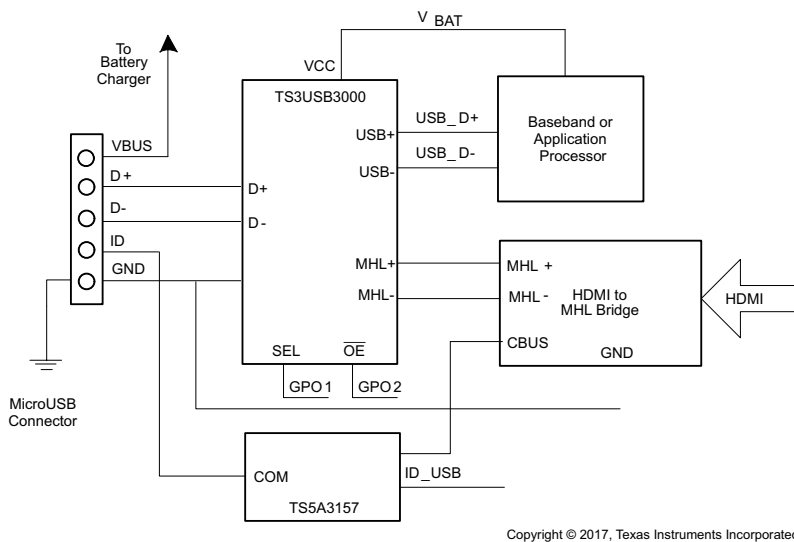 V BAT
To
Battery
Charger
VCC
TS3USB3000
VBUS
D+
D-
ID
GND
D+
D-
USB+
USB-
USB_D+
USB_D-
Baseband or
Application
Processor
MHL+
MHL-
MHL +
MHL -
HDMI to
MHL Bridge
CBUS
GND
HDMI
SEL
OE
GPO1
GPO2
MicroUSB
Connector
COM
ID_USB
TS5A3157
Copyright © 2017, Texas Instruments Incorporated